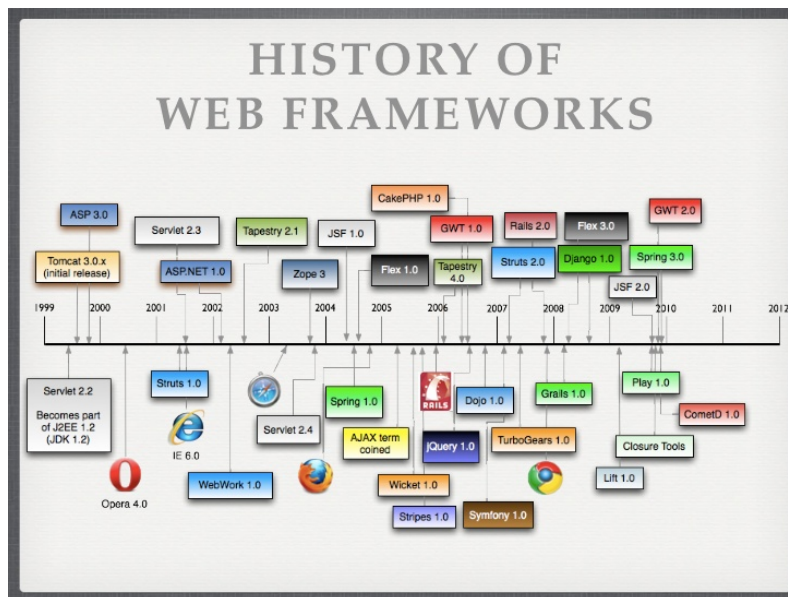 HISTORY OF
WEB FRAMEWORKS
CakePHP 1.0
ASP 3.0
GWT 2.0
Servlet 2.3
Tapestry 2.1
JSF 1.0
GWT 1.0
Rails 2.0
Flex 3.0
Tomcat 3.0.x
(initial release)
ASP.NET 1.0
Zope 3
Flex 1.0
Tapestry
4.0
Struts 2.0
Django 1.0
Spring 3.0
JSF 2.0
1999
2000
2001
2002
2003
2004
2005
2006
2007
2008
2009
2010
2011
2012
Servlet 2.2
Becomes part
of J2EE 1.2
(JDK 1.2)
Struts 1.0
IE 6.0
Opera 4.0
WebWork 1.0
Servlet 2.4
Spring 1.0
AJAX term
coined
RAILS
Dojo 1.0
Grails 1.0
Play 1.0
CometD 1.0
jQuery 1.0
TurboGears 1.0
Closure Tools
Wicket 1.0
Lift 1.0
Stripes 1.0
Symfony 1.0